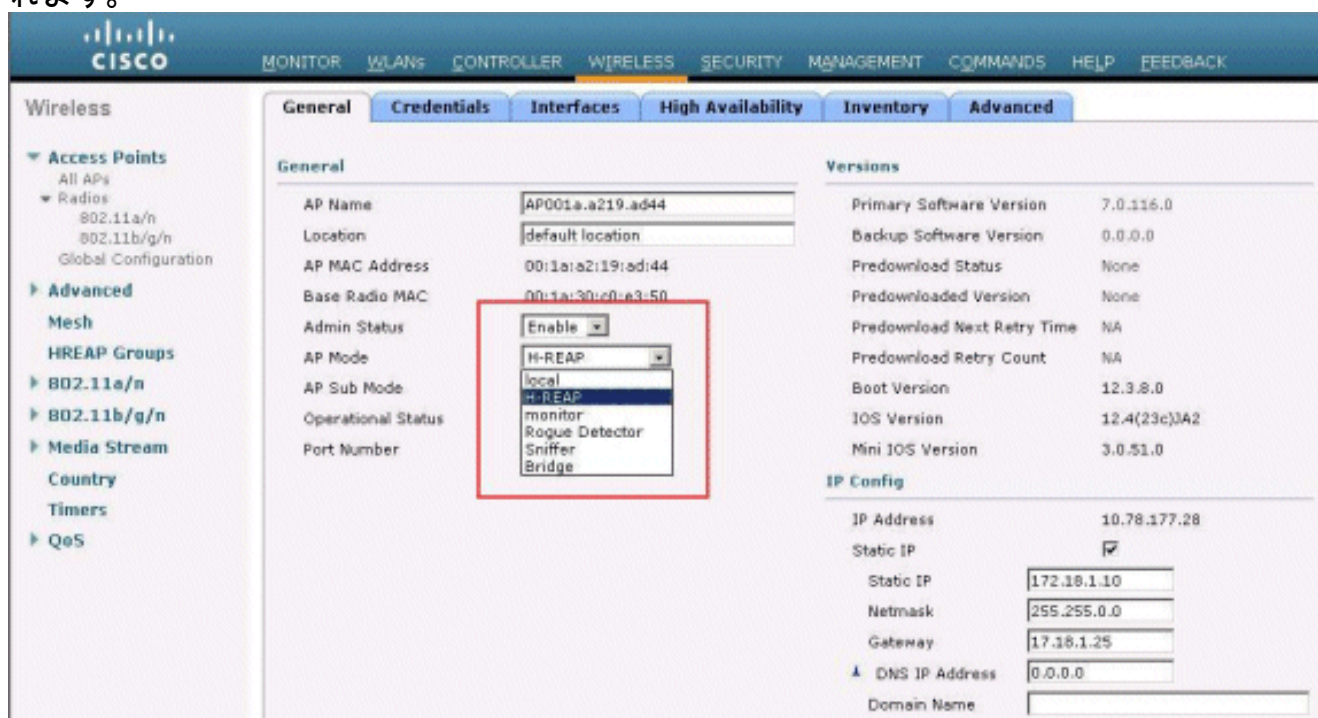 れます。
CISCO
MONITOR WLANs CONTROLLER WIRELESS SECURITY MANAGEMENT COMMANDS HELP FEEDBACK
Wireless
Access Points
All APs
Radios
802.11a/n
802.11b/g/n
Global Configuration
Advanced
Mesh
HREAP Groups
802.11a/n
802.11b/g/n
Media Stream
Country
Timers
QoS
General Credentials Interfaces High Availability Inventory Advanced
General
AP Name AP001a.a219.ad44
Location default location
AP MAC Address 00:1a:a2:19:ad:44
Base Radio MAC 00:1a:30:c0:e3:50
Admin Status Enable
AP Mode H-REAP
AP Sub Mode
Operational Status
Port Number
local
H-REAP
monitor
Rogue Detector
Sniffer
Bridge
Versions
Primary Software Version 7.0.116.0
Backup Software Version 0.0.0.0
Predownload Status None
Predownloaded Version None
Predownload Next Retry Time NA
Predownload Retry Count NA
Boot Version 12.3.8.0
IOS Version 12.4(23c)JA2
Mini IOS Version 3.0.51.0
IP Config
IP Address 10.78.177.28
Static IP
Static IP 172.18.1.10
Netmask 255.255.0.0
Gateway 17.18.1.25
DNS IP Address 0.0.0.0
Domain Name